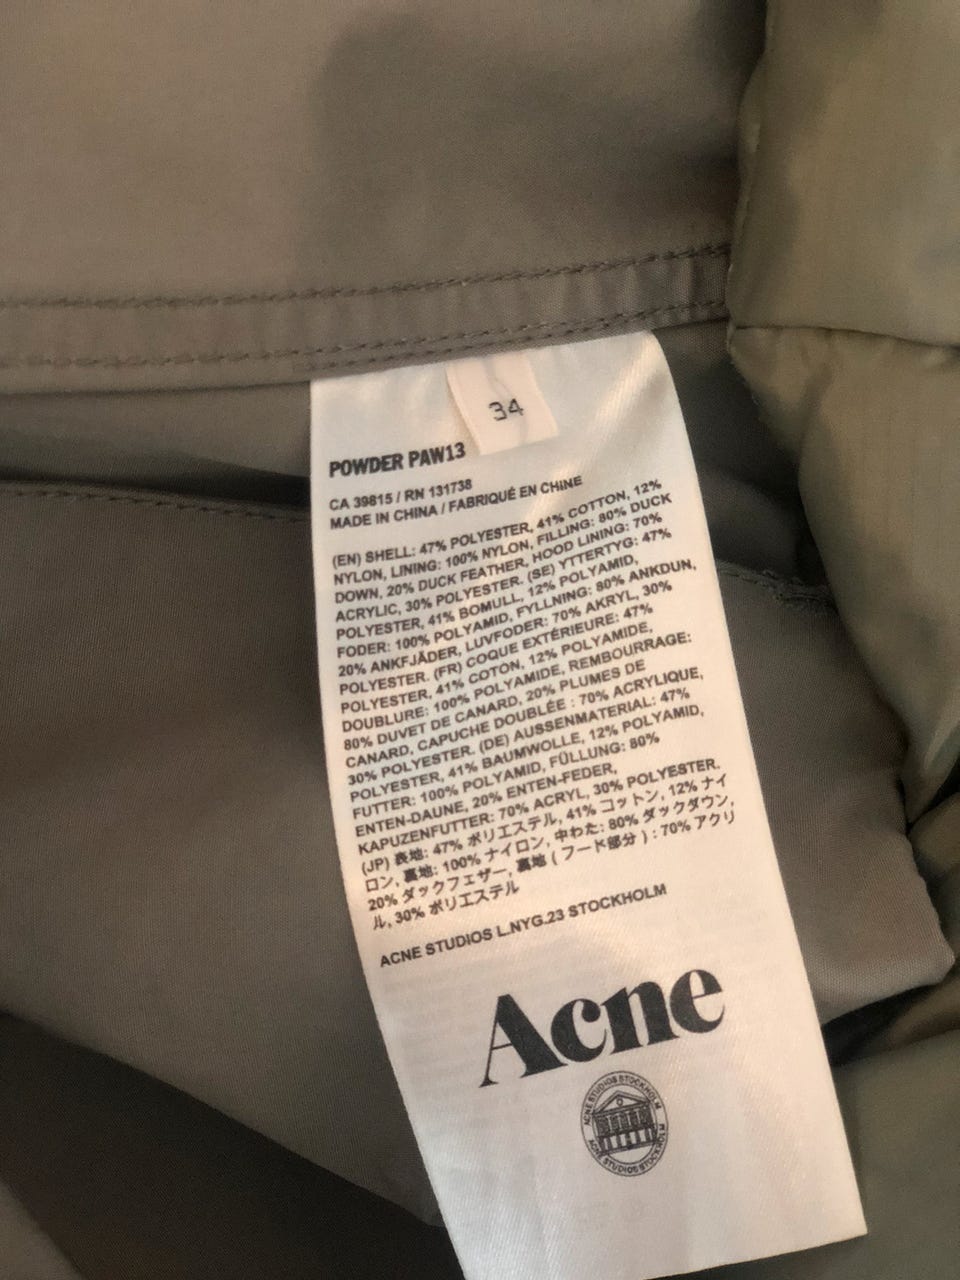 34
POWDER PAW13
CA 39815 / RN 131738
MADE IN CHINA / FABRIQUÉ EN CHINE
(EN) SHELL: 47% POLYESTER, 41% COTTON, 12%
NYLON, LINING: 100% NYLON, FILLING: 80% DUCK
DOWN, 20% DUCK FEATHER, HOOD LINING: 70%
ACRYLIC, 30% POLYESTER. (SE) YTTERTYG: 47%
POLYESTER, 41% BOMULL, 12% POLYAMID,
FODER: 100% POLYAMID, FYLLNING: 80% ANKDUN,
20% ANKFJÄDER, LUVFODER: 70% AKRYL, 30%
POLYESTER. (FR) COQUE EXTÉRIEURE: 47%
POLYESTER, 41% COTON, 12% POLYAMIDE,
DOUBLURE: 100% POLYAMIDE, REMBOURRAGE:
80% DUVET DE CANARD, 20% PLUMES DE
CANARD, CAPUCHE DOUBLÉE : 70% ACRYLIQUE,
30% POLYESTER. (DE) AUSSENMATERIAL: 47%
POLYESTER, 41% BAUMWOLLE, 12% POLYAMID,
FUTTER: 100% POLYAMID, FÜLLUNG: 80%
ENTEN-DAUNE, 20% ENTEN-FEDER,
KAPUZENFUTTER: 70% ACRYL, 30% POLYESTER.
(JP) 表地: 47% ポリエステル, 41% コットン, 12% ナイ
ロン, 裏地: 100% ナイロン, 中わた: 80% ダックダウン,
20% ダックフェザー, 裏地 ( フード部分 ) : 70% アクリ
ル, 30% ポリエステル
ACNE STUDIOS L.NYG.23 STOCKHOLM
Acne
ACNE STUDIOS STOCKHOLM
ACNE STUDIOS STOCKHOLM